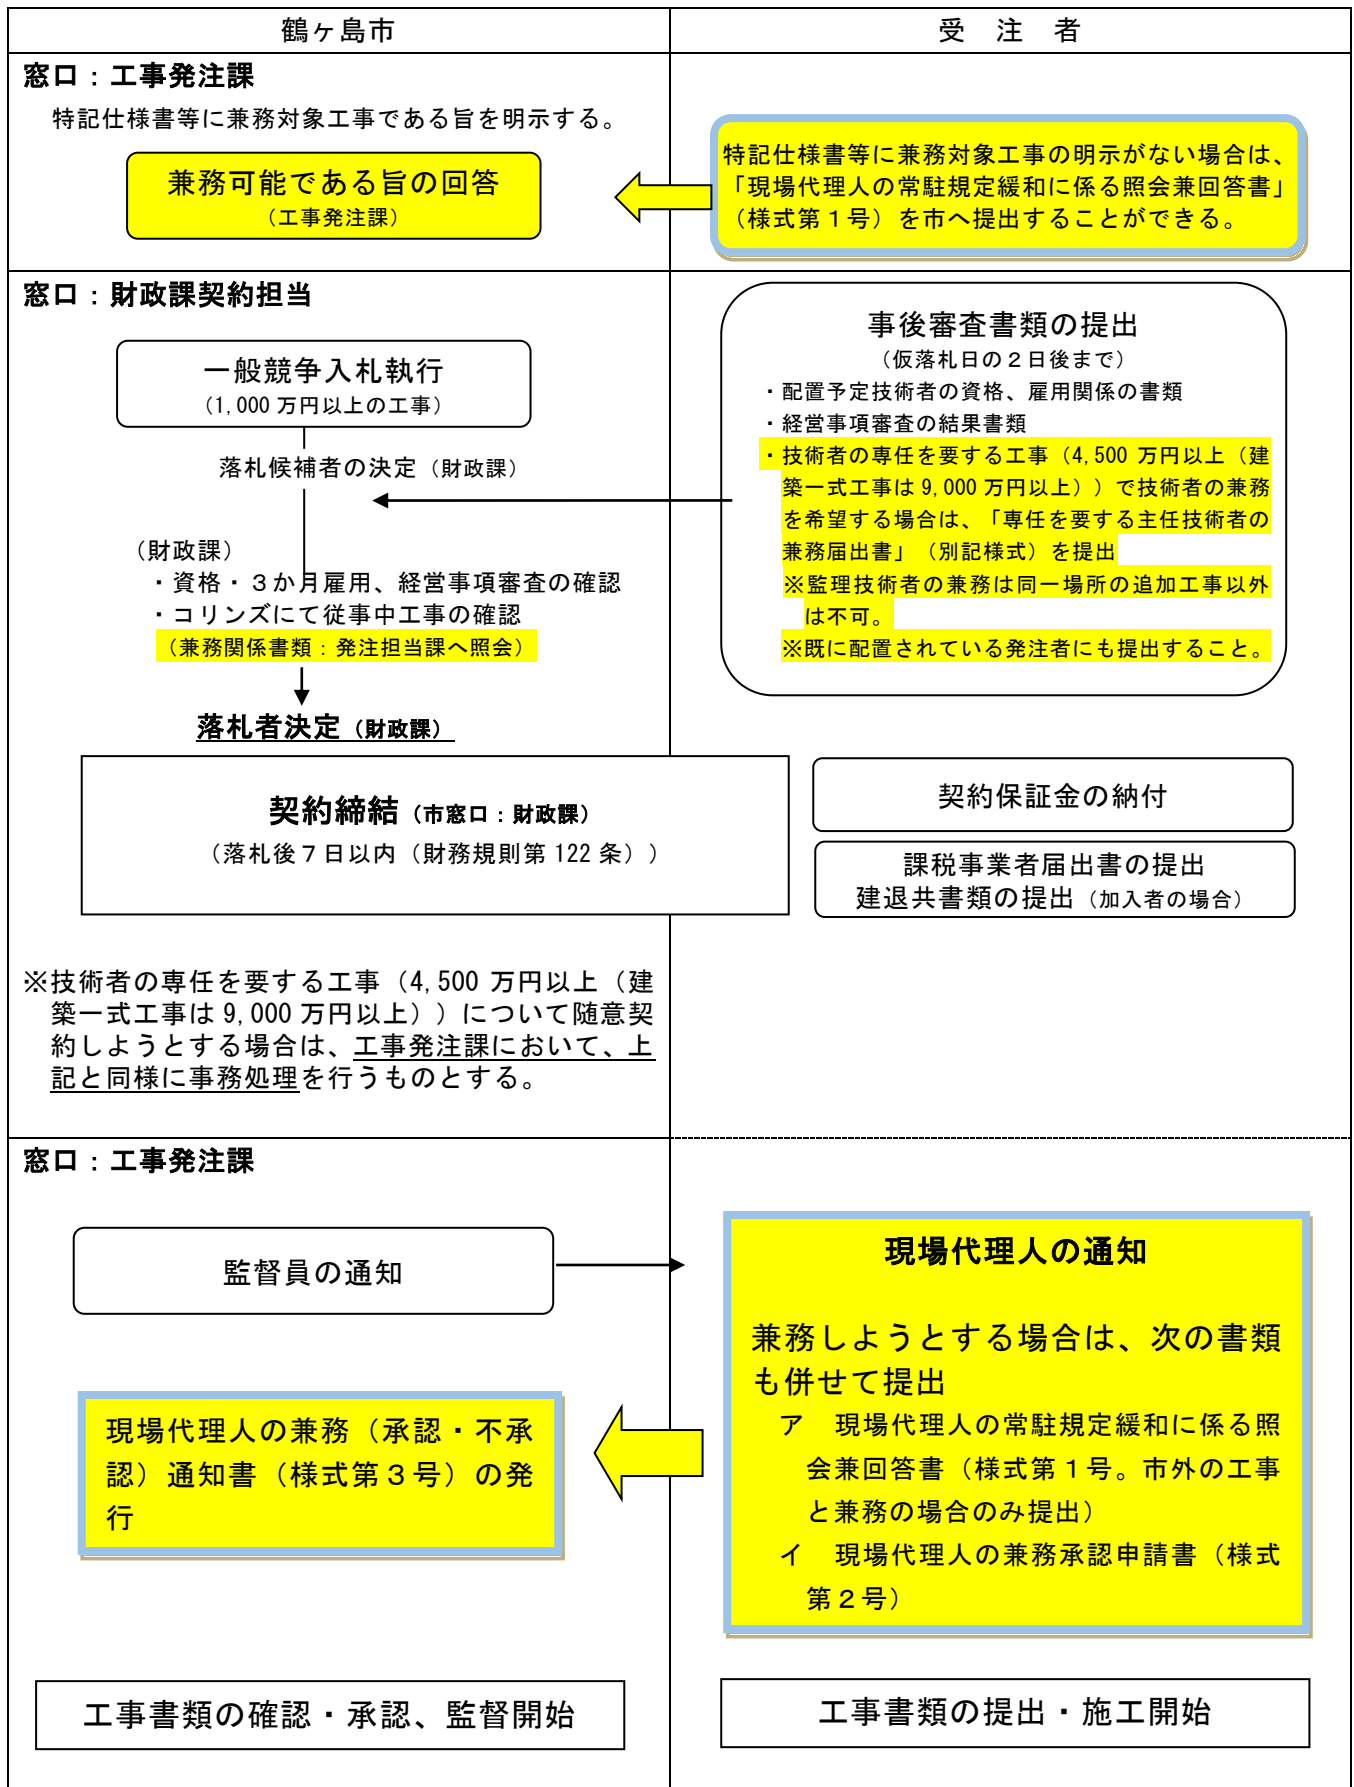 鶴ヶ島市
受　注　者
窓口：工事発注課
特記仕様書等に兼務対象工事である旨を明示する。
兼務可能である旨の回答
（工事発注課）
特記仕様書等に兼務対象工事の明示がない場合は、
「現場代理人の常駐規定緩和に係る照会兼回答書」
（様式第１号）を市へ提出することができる。
窓口：財政課契約担当
一般競争入札執行
（1,000 万円以上の工事）
落札候補者の決定（財政課）
（財政課）
・資格・３か月雇用、経営事項審査の確認
・コリンズにて従事中工事の確認
（兼務関係書類：発注担当課へ照会）
落札者決定（財政課）
事後審査書類の提出
（仮落札日の２日後まで）
・配置予定技術者の資格、雇用関係の書類
・経営事項審査の結果書類
・技術者の専任を要する工事（4,500 万円以上（建
築一式工事は 9,000 万円以上））で技術者の兼務
を希望する場合は、「専任を要する主任技術者の
兼務届出書」（別記様式）を提出
※監理技術者の兼務は同一場所の追加工事以外
は不可。
※既に配置されている発注者にも提出すること。
契約締結（市窓口：財政課）
（落札後７日以内（財務規則第 122 条））
契約保証金の納付
課税事業者届出書の提出
建退共書類の提出（加入者の場合）
※技術者の専任を要する工事（4,500 万円以上（建
築一式工事は 9,000 万円以上））について随意契
約しようとする場合は、工事発注課において、上
記と同様に事務処理を行うものとする。
窓口：工事発注課
監督員の通知
現場代理人の兼務（承認・不承
認）通知書（様式第３号）の発
行
現場代理人の通知
兼務しようとする場合は、次の書類
も併せて提出
ア　現場代理人の常駐規定緩和に係る照
会兼回答書（様式第１号。市外の工事
と兼務の場合のみ提出）
イ　現場代理人の兼務承認申請書（様式
第２号）
工事書類の確認・承認、監督開始
工事書類の提出・施工開始